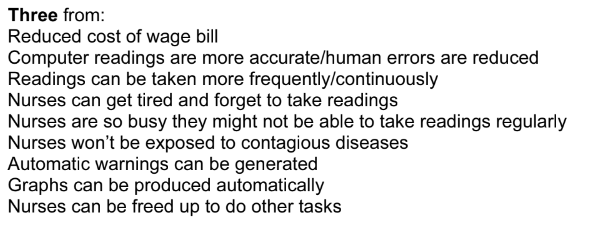 Three from:
Reduced cost of wage bill
Computer readings are more accurate/human errors are reduced
Readings can be taken more frequently/continuously
Nurses can get tired and forget to take readings
Nurses are so busy they might not be able to take readings regularly
Nurses won’t be exposed to contagious diseases
Automatic warnings can be generated
Graphs can be produced automatically
Nurses can be freed up to do other tasks